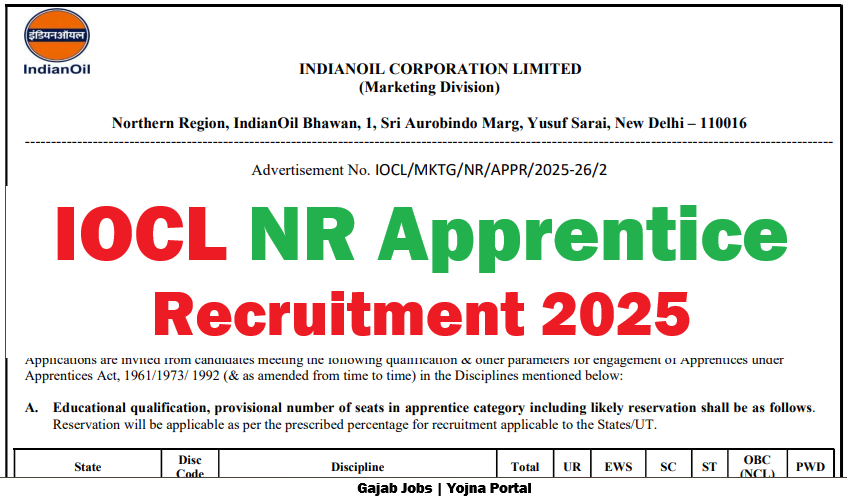 इंडियनऑयल
IndianOil
INDIANOIL CORPORATION LIMITED
(Marketing Division)
Northern Region, IndianOil Bhawan, 1, Sri Aurobindo Marg, Yusuf Sarai, New Delhi – 110016
Advertisement No. IOCL/MKTG/NR/APPR/2025-26/2
IOCL NR Apprentice
Recruitment 2025
Applications are invited from candidates meeting the following qualification & other parameters for engagement of Apprentices under
Apprentices Act, 1961/1973/ 1992 (& as amended from time to time) in the Disciplines mentioned below:
A. Educational qualification, provisional number of seats in apprentice category including likely reservation shall be as follows.
Reservation will be applicable as per the prescribed percentage for recruitment applicable to the States/UT.
State Disc Code Discipline Total UR EWS SC ST OBC (NCL) PWD
Gajab Jobs | Yojna Portal